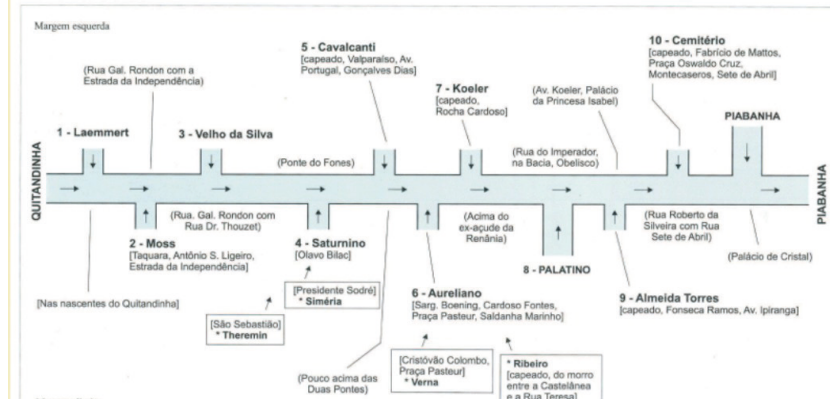 Margem esquerda
(Rua Gal. Rondon com a
Estrada da Independência)
5 - Cavalcanti
[capeado, Valparaíso, Av.
Portugal, Gonçalves Dias]
10 - Cemitério
[capeado, Fabrício de Mattos,
Praça Oswaldo Cruz,
Montecaseros, Sete de Abril]
7 - Koeler
[capeado,
Rocha Cardoso]
(Av. Koeler, Palácio
da Princesa Isabel)
PIABANHA
1 - Laemmert
3 - Velho da Silva
(Ponte do Fones)
(Rua do Imperador,
na Bacia, Obelisco)
QUITANDINHA
PIABANHA
(Rua. Gal. Rondon com
Rua Dr. Thouzet)
(Acima do
ex-açude da
Renânia)
(Rua Roberto da
Silveira com Rua
Sete de Abril)
2 - Moss
[Taquara, Antônio S. Ligeiro,
Estrada da Independência]
4 - Saturnino
[Olavo Bilac]
8 - PALATINO
(Palácio de Cristal)
[Nas nascentes do Quitandinha]
[Presidente Sodré]
* Siméria
6 - Aureliano
[Sarg. Boening, Cardoso Fontes,
Praça Pasteur, Saldanha Marinho]
9 - Almeida Torres
[capeado, Fonseca Ramos, Av. Ipiranga]
[São Sebastião]
* Theremin
(Pouco acima das
Duas Pontes)
[Cristóvão Colombo,
Praça Pasteur]
* Verna
* Ribeiro
[capeado, do morro
entre a Castelânea
e a Rua Teresa]